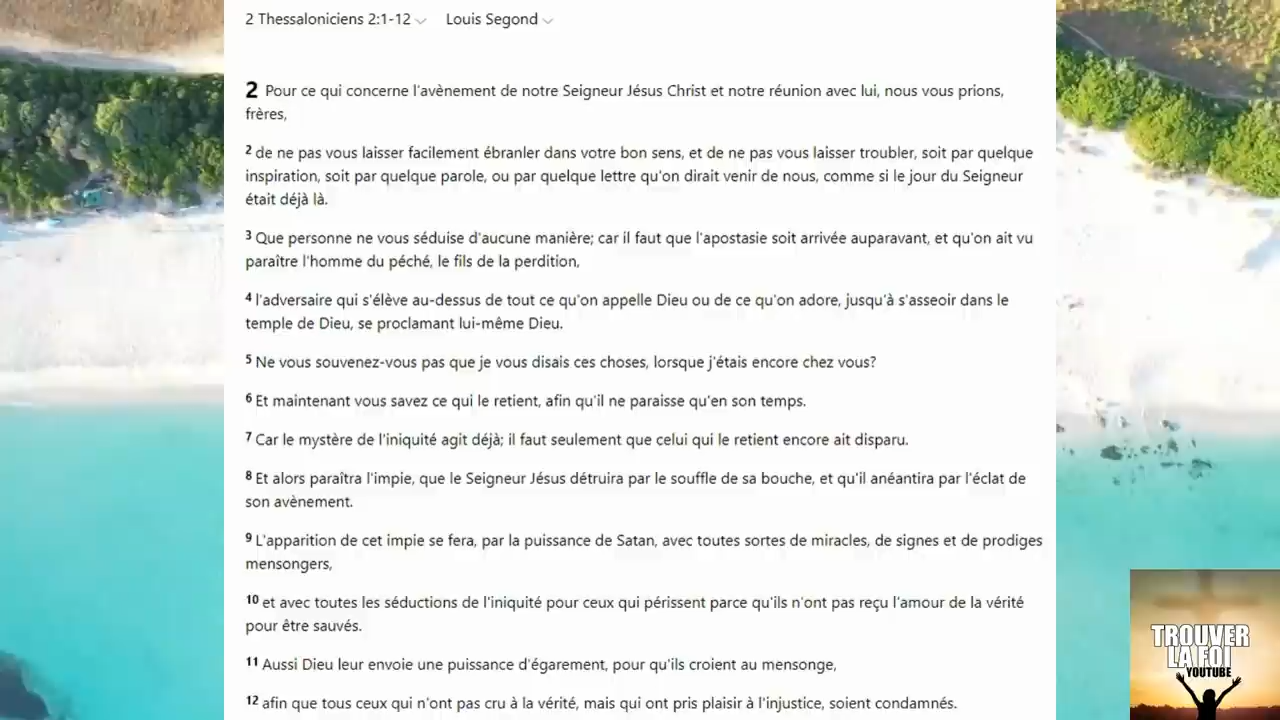 2 Thessaloniciens 2:1-12 Louis Segond
2 Pour ce qui concerne l'avènement de notre Seigneur Jésus Christ et notre réunion avec lui, nous vous prions,
frères,
2 de ne pas vous laisser facilement ébranler dans votre bon sens, et de ne pas vous laisser troubler, soit par quelque
inspiration, soit par quelque parole, ou par quelque lettre qu'on dirait venir de nous, comme si le jour du Seigneur
était déjà là.
3 Que personne ne vous séduise d'aucune manière; car il faut que l'apostasie soit arrivée auparavant, et qu'on ait vu
paraître l'homme du péché, le fils de la perdition,
4 l'adversaire qui s'élève au-dessus de tout ce qu'on appelle Dieu ou de ce qu'on adore, jusqu'à s'asseoir dans le
temple de Dieu, se proclamant lui-même Dieu.
5 Ne vous souvenez-vous pas que je vous disais ces choses, lorsque j'étais encore chez vous?
6 Et maintenant vous savez ce qui le retient, afin qu'il ne paraisse qu'en son temps.
7 Car le mystère de l'iniquité agit déjà; il faut seulement que celui qui le retient encore ait disparu.
8 Et alors paraîtra l'impie, que le Seigneur Jésus détruira par le souffle de sa bouche, et qu'il anéantira par l'éclat de
son avènement.
9 L'apparition de cet impie se fera, par la puissance de Satan, avec toutes sortes de miracles, de signes et de prodiges
mensongers,
10 et avec toutes les séductions de l'iniquité pour ceux qui périssent parce qu'ils n'ont pas reçu l'amour de la vérité
pour être sauvés.
11 Aussi Dieu leur envoie une puissance d'égarement, pour qu'ils croient au mensonge,
12 afin que tous ceux qui n'ont pas cru à la vérité, mais qui ont pris plaisir à l'injustice, soient condamnés.
TROUVER
LA FOI
YOUTUBE